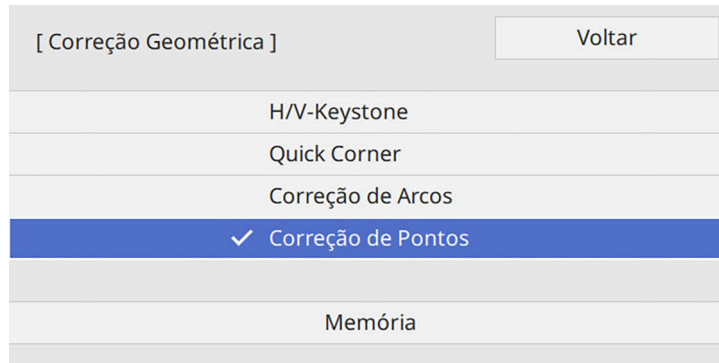 [ Correção Geométrica ]
Voltar
H/V-Keystone
Quick Corner
Correção de Arcos
Correção de Pontos
Memória